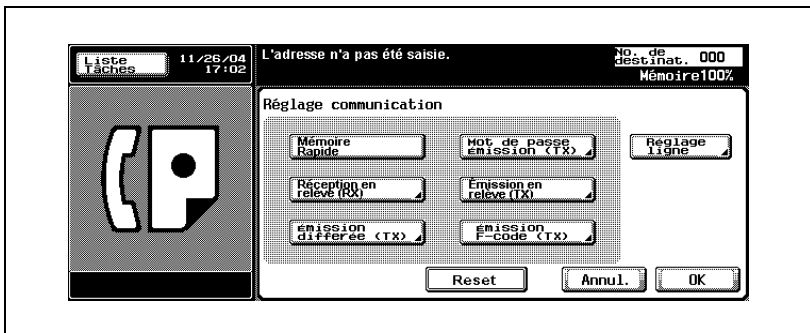 Liste
Tâches
11/26/04
17:02
L'adresse n'a pas été saisie.
No. de
destinat. 000
Mémoire100%
Réglage communication
Mémoire
Rapide
Mot de passe
émission (TX)
Réglage
ligne
Réception en
relève (RX)
Émission en
relève (TX)
émission
différée (TX)
émission
F-code (TX)
Reset
Annul.
OK